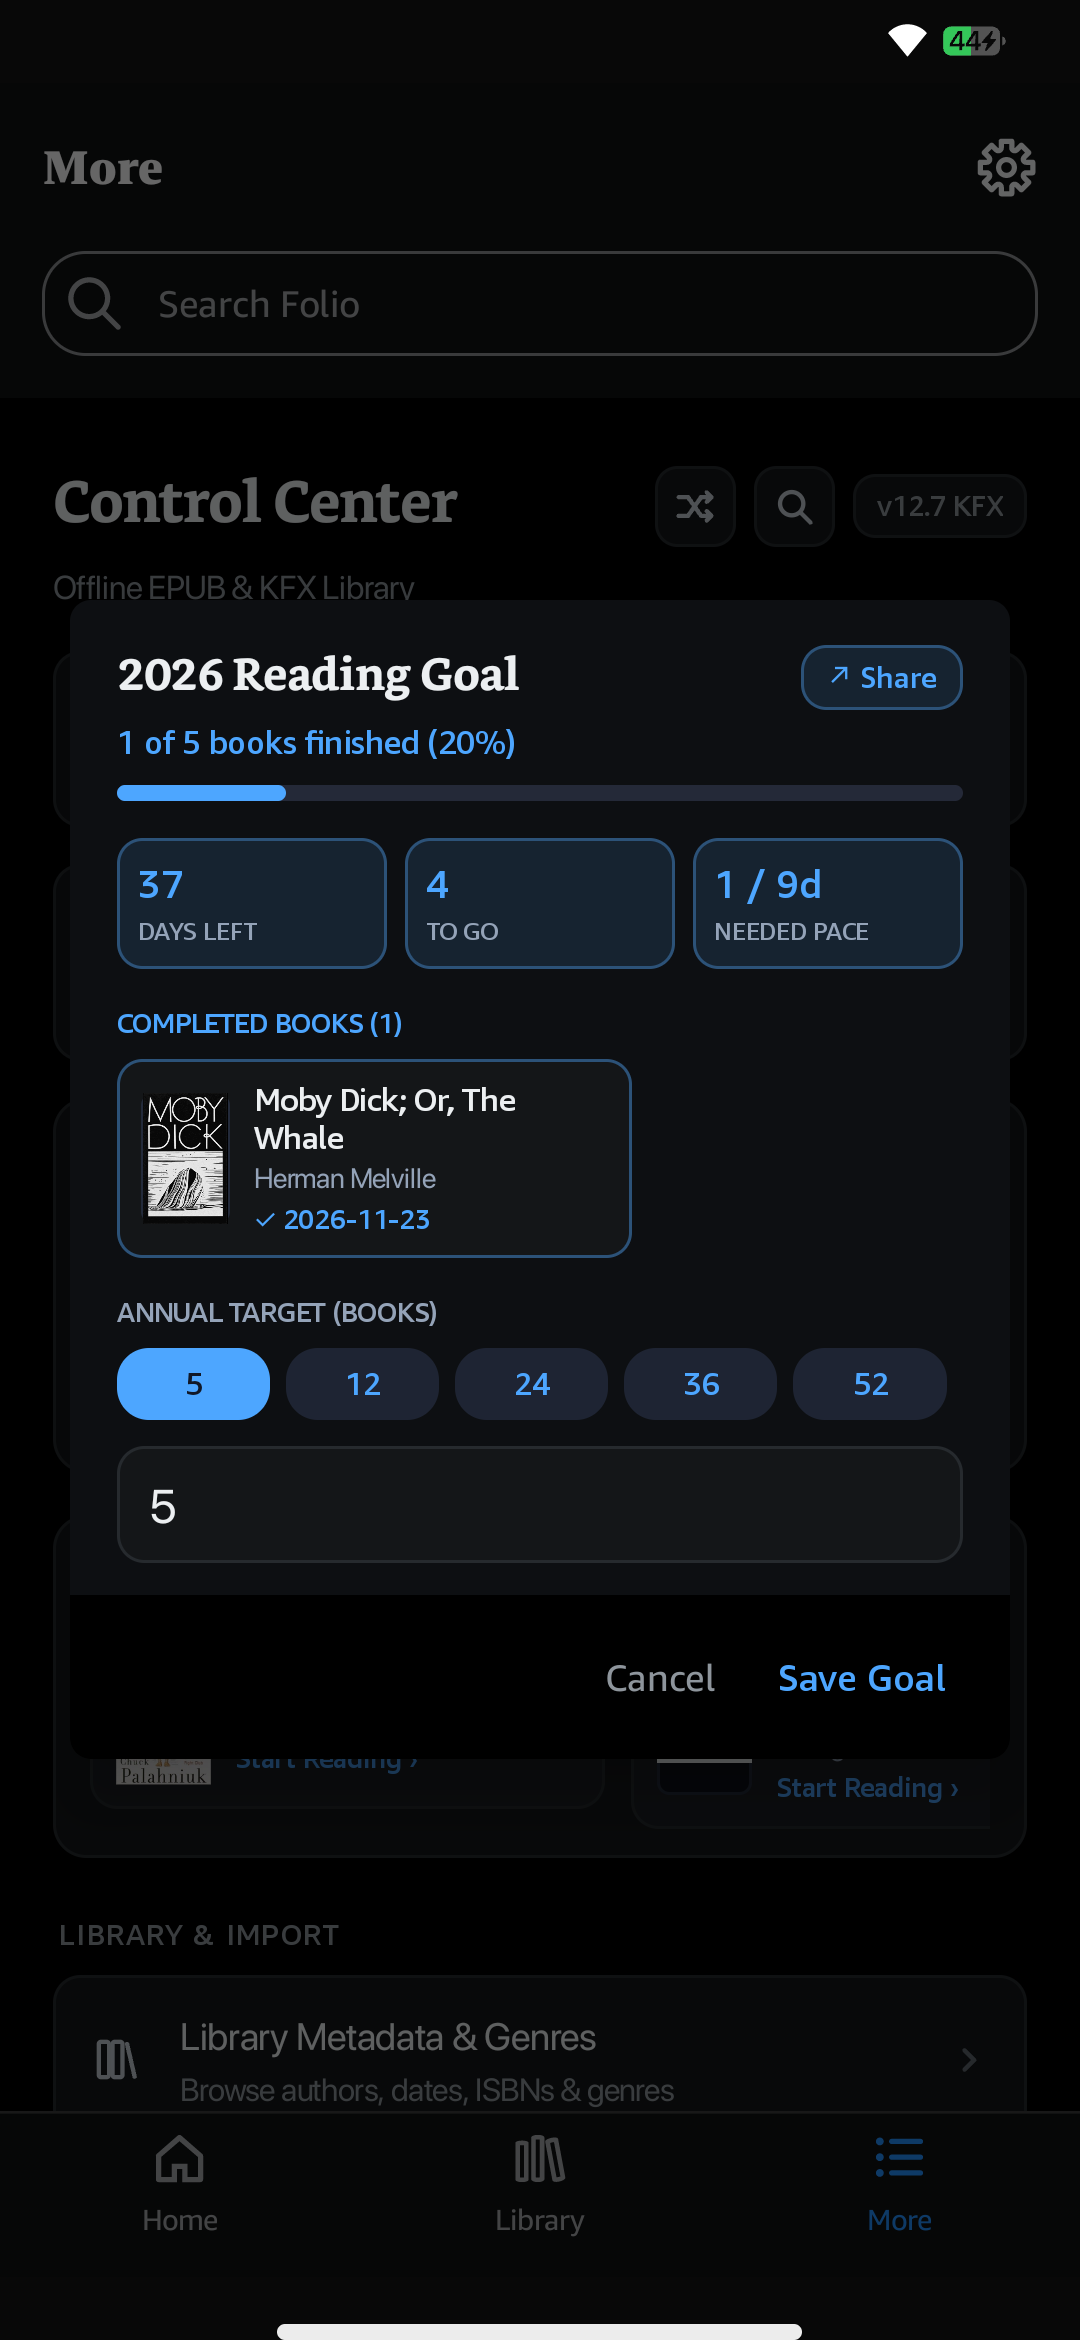 44
More
Search Folio
Control Center
v12.7 KFX
Offline EPUB & KFX Library
2026 Reading Goal
Share
1 of 5 books finished (20%)
37
DAYS LEFT
4
TO GO
1 / 9d
NEEDED PACE
COMPLETED BOOKS (1)
MOBY
DICK
Moby Dick; Or, The
Whale
Herman Melville
✓ 2026-11-23
ANNUAL TARGET (BOOKS)
5
12
24
36
52
5
Cancel
Save Goal
Chuck
Palahniuk
Start Reading ›
Start Reading ›
LIBRARY & IMPORT
Library Metadata & Genres
Browse authors, dates, ISBNs & genres
Home
Library
More